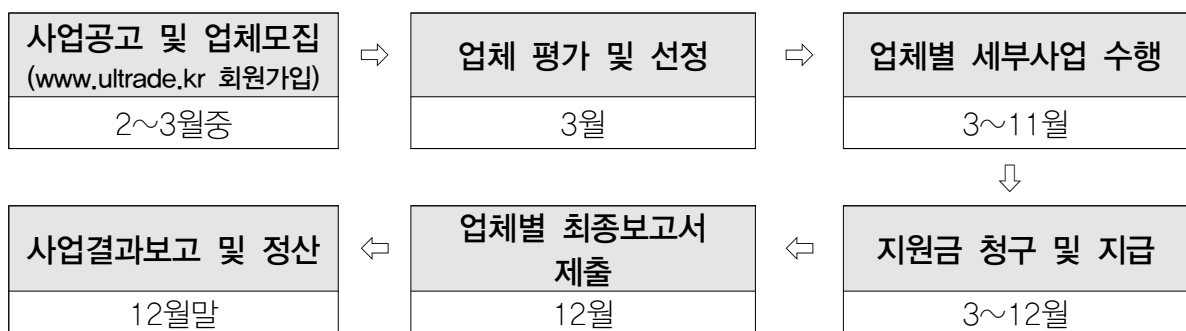 사업공고 및 업체모집
(www.ultrade.kr 회원가입)
2~3월중
⇨
업체 평가 및 선정
3월
⇨
업체별 세부사업 수행
3~11월
⇩
지원금 청구 및 지급
3~12월
⇦
업체별 최종보고서
제출
12월
⇦
사업결과보고 및 정산
12월말